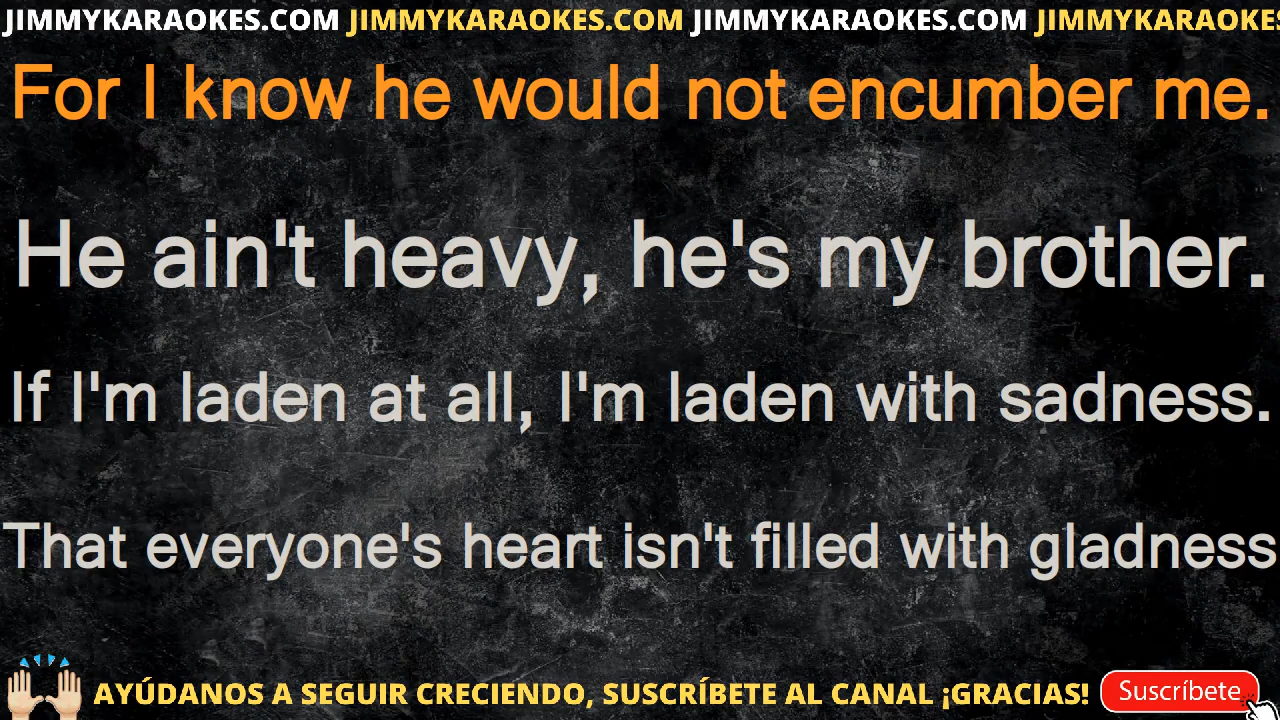 JIMMYKARAOKES.COM JIMMYKARAOKES.COM JIMMYKARAOKES.COM JIMMYKARAOKES
For I know he would not encumber me.
He ain't heavy, he's my brother.
If I'm laden at all, I'm laden with sadness.
That everyone's heart isn't filled with gladness
AYÚDANOS A SEGUIR CRECIENDO, SUSCRÍBETE AL CANAL ¡GRACIAS! Suscríbete